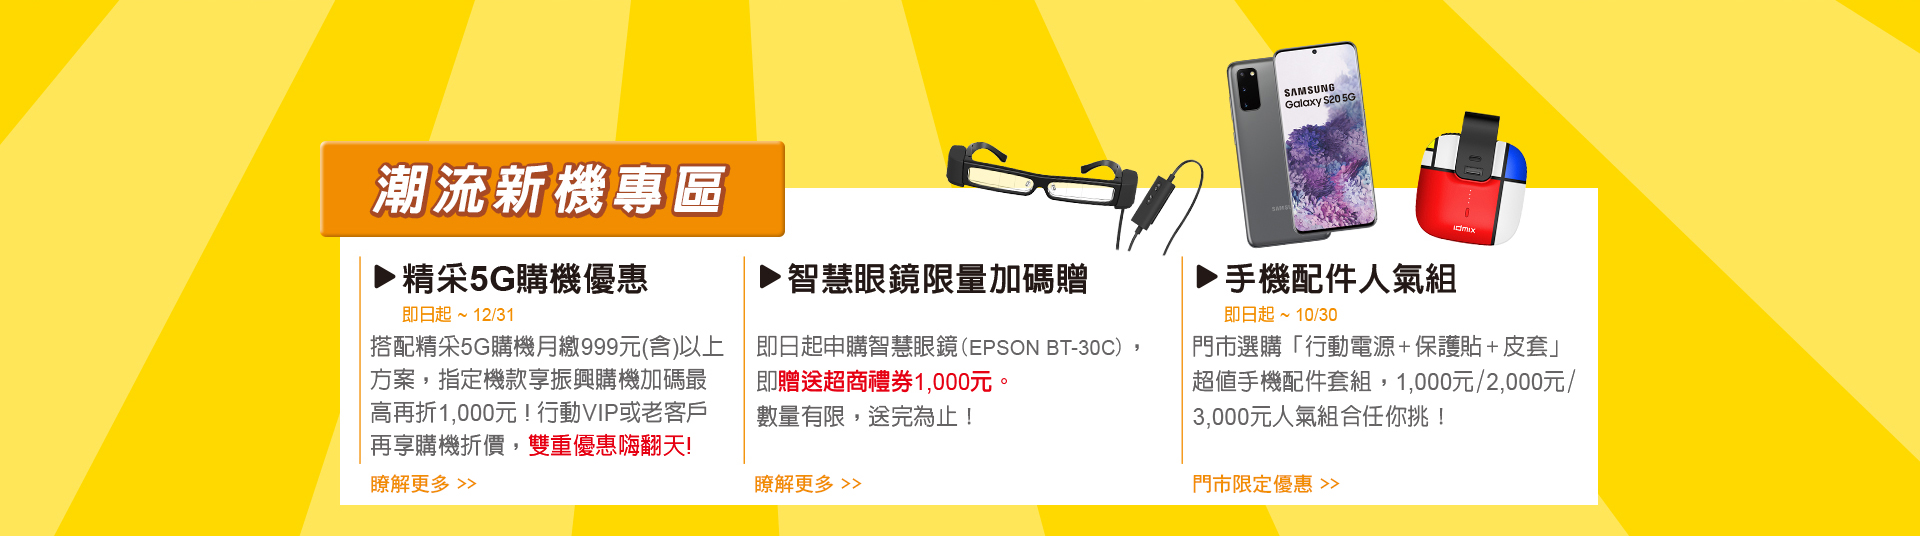 潮流新機專區
SAMSUNG
Galaxy S20 5G
idmix
▶精采5G購機優惠
即日起 ~ 12/31
搭配精采5G購機月繳999元(含)以上
方案，指定機款享振興購機加碼最
高再折1,000元！行動VIP或老客戶
再享購機折價，雙重優惠嗨翻天!
瞭解更多 >>
▶智慧眼鏡限量加碼贈
即日起申購智慧眼鏡（EPSON BT-30C），
即贈送超商禮券1,000元。
數量有限，送完為止！
瞭解更多 >>
▶手機配件人氣組
即日起 ~ 10/30
門市選購「行動電源+保護貼+皮套」
超值手機配件套組，1,000元/2,000元/
3,000元人氣組合任你挑！
門市限定優惠 >>